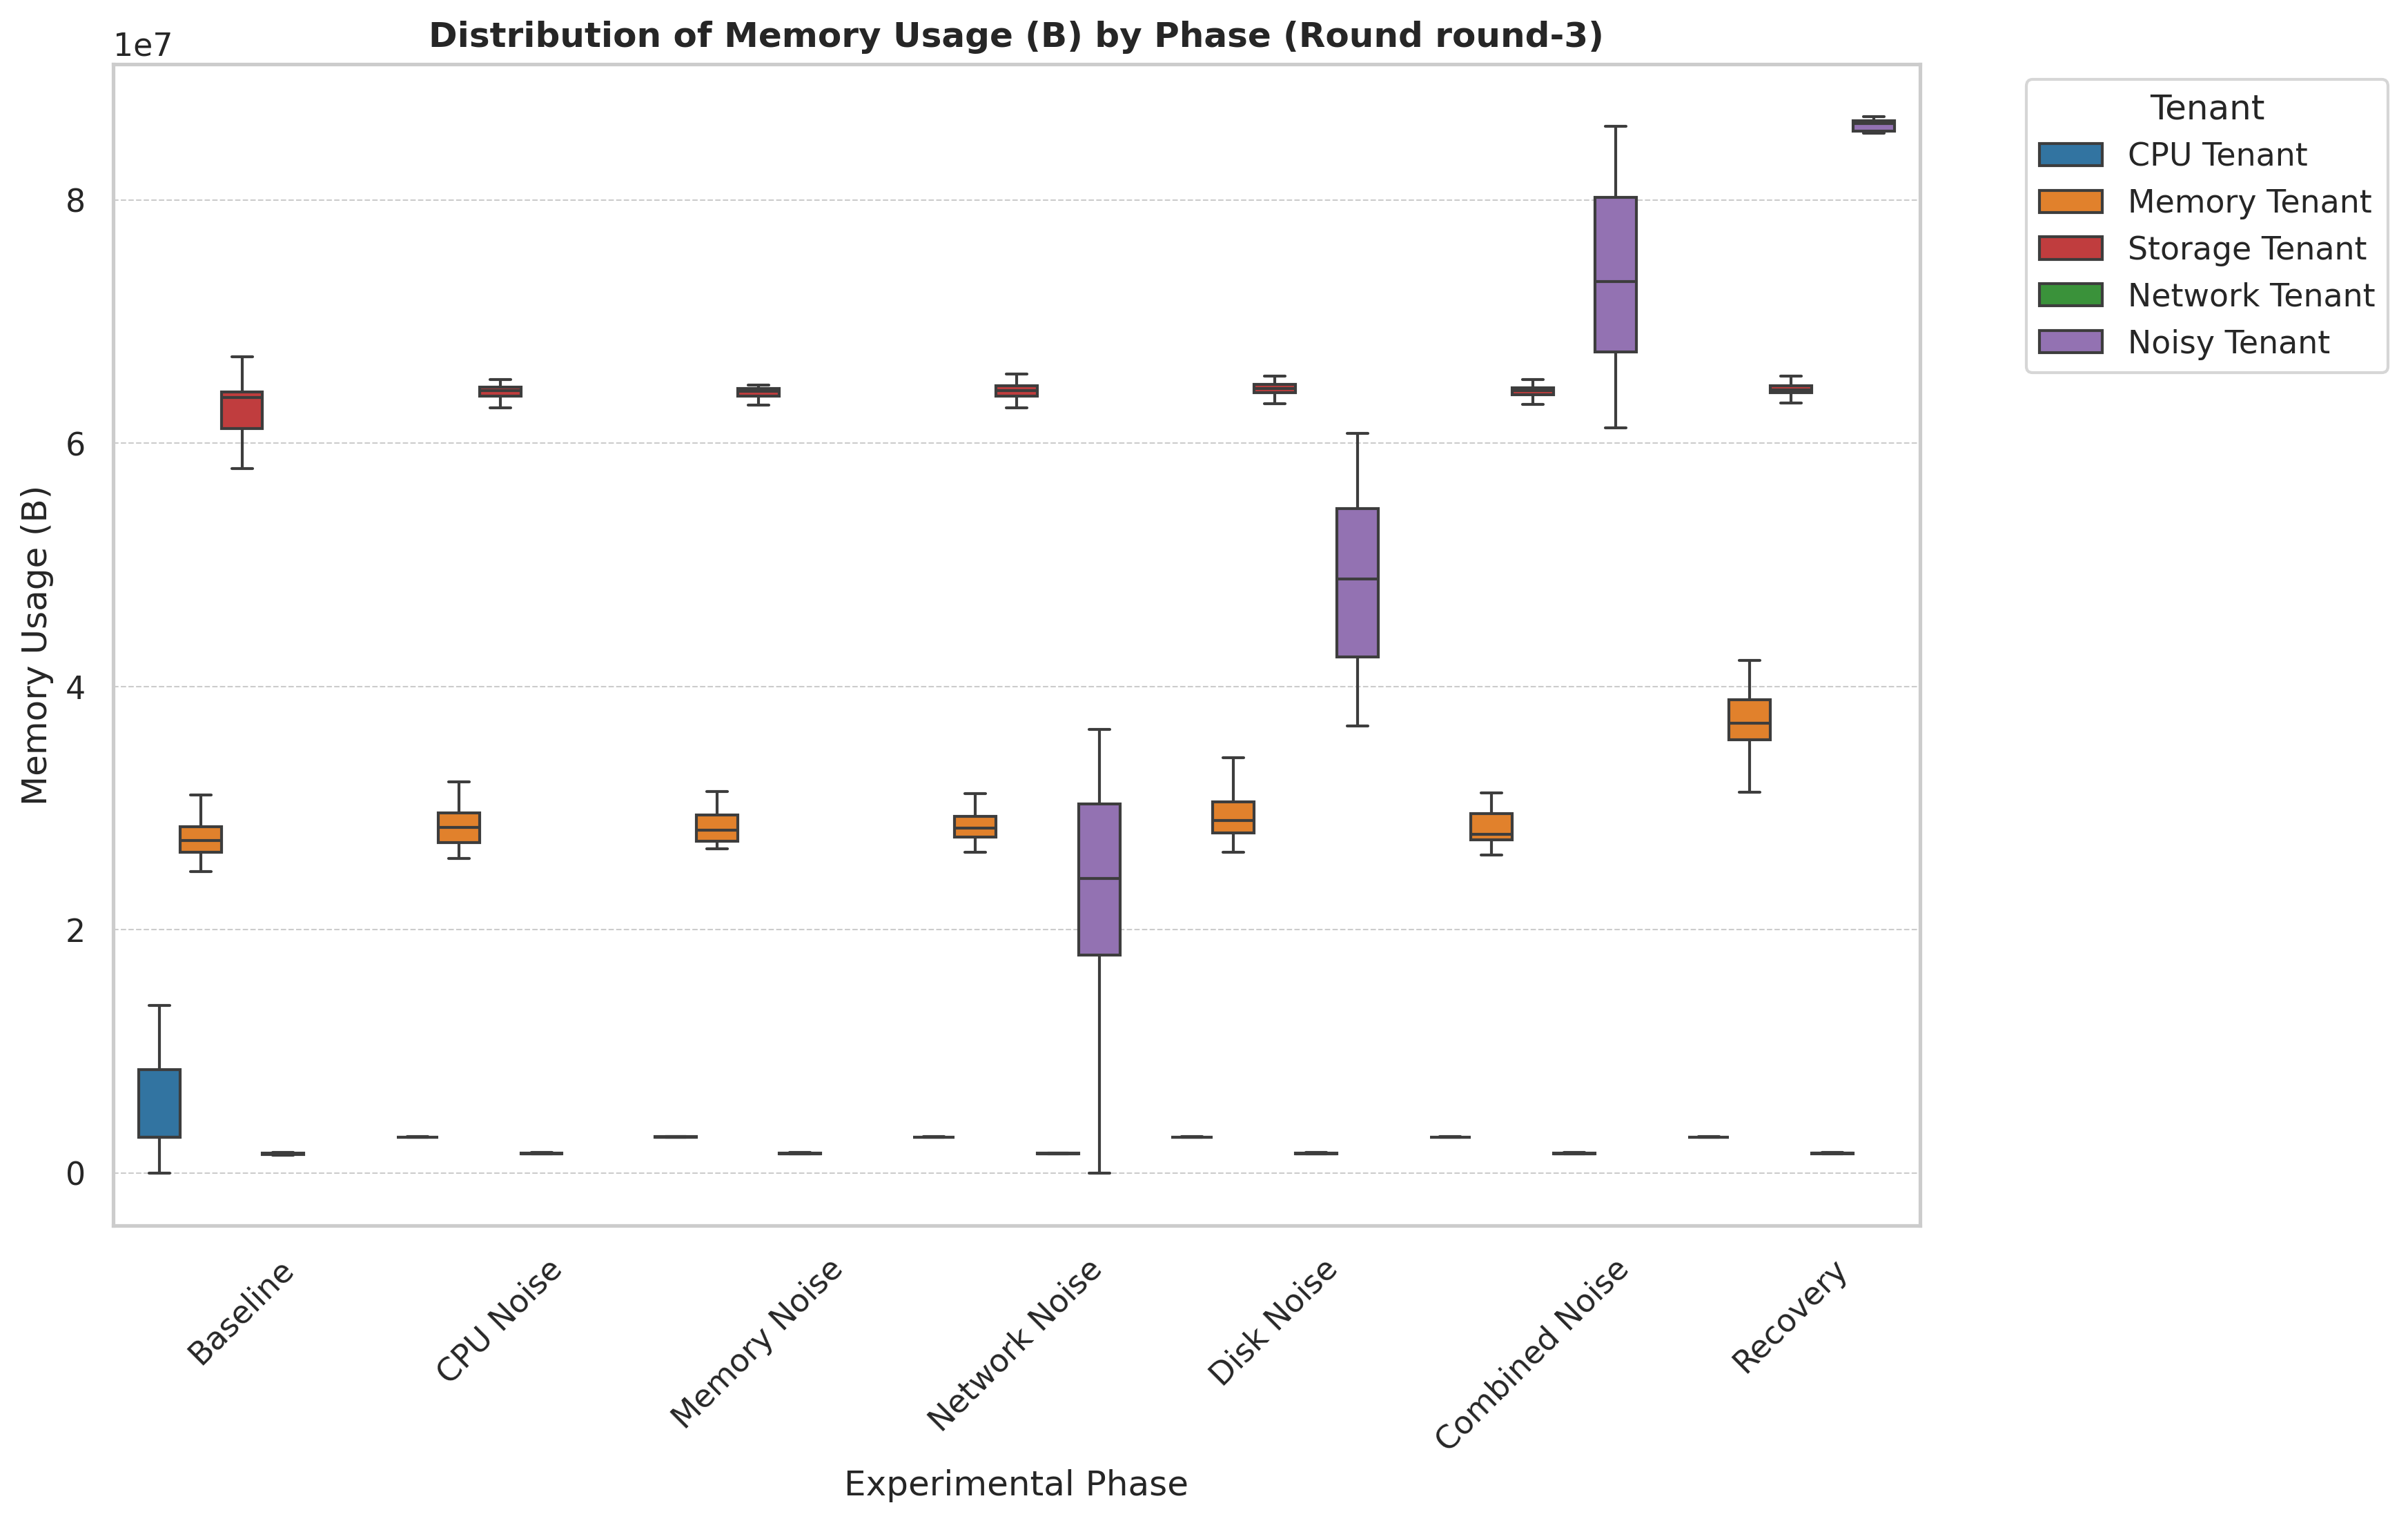 Distribution of Memory Usage (B) by Phase (Round round-3)
1e7
8
6
4
2
0
Memory Usage (B)
Baseline
CPU Noise
Memory Noise
Network Noise
Disk Noise
Combined Noise
Recovery
Experimental Phase
Tenant
CPU Tenant
Memory Tenant
Storage Tenant
Network Tenant
Noisy Tenant